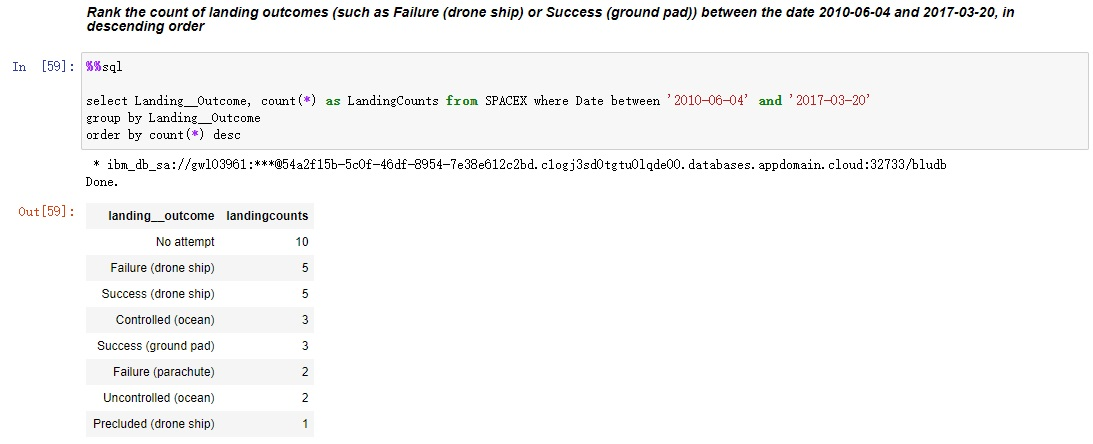 Rank the count of landing outcomes (such as Failure (drone ship) or Success (ground pad)) between the date 2010-06-04 and 2017-03-20, in
descending order
In [59]: %%sql
select Landing__Outcome, count(*) as LandingCounts from SPACEX where Date between '2010-06-04' and '2017-03-20'
group by Landing__Outcome
order by count(*) desc
* ibm_db_sa://gwl03961:***@54a2f15b-5c0f-46df-8954-7e38e612c2bd.c1ogj3sd0tgtu0lqde00.databases.appdomain.cloud:32733/bludb
Done.
Out[59]: landing__outcome landingcounts
No attempt 10
Failure (drone ship) 5
Success (drone ship) 5
Controlled (ocean) 3
Success (ground pad) 3
Failure (parachute) 2
Uncontrolled (ocean) 2
Precluded (drone ship) 1